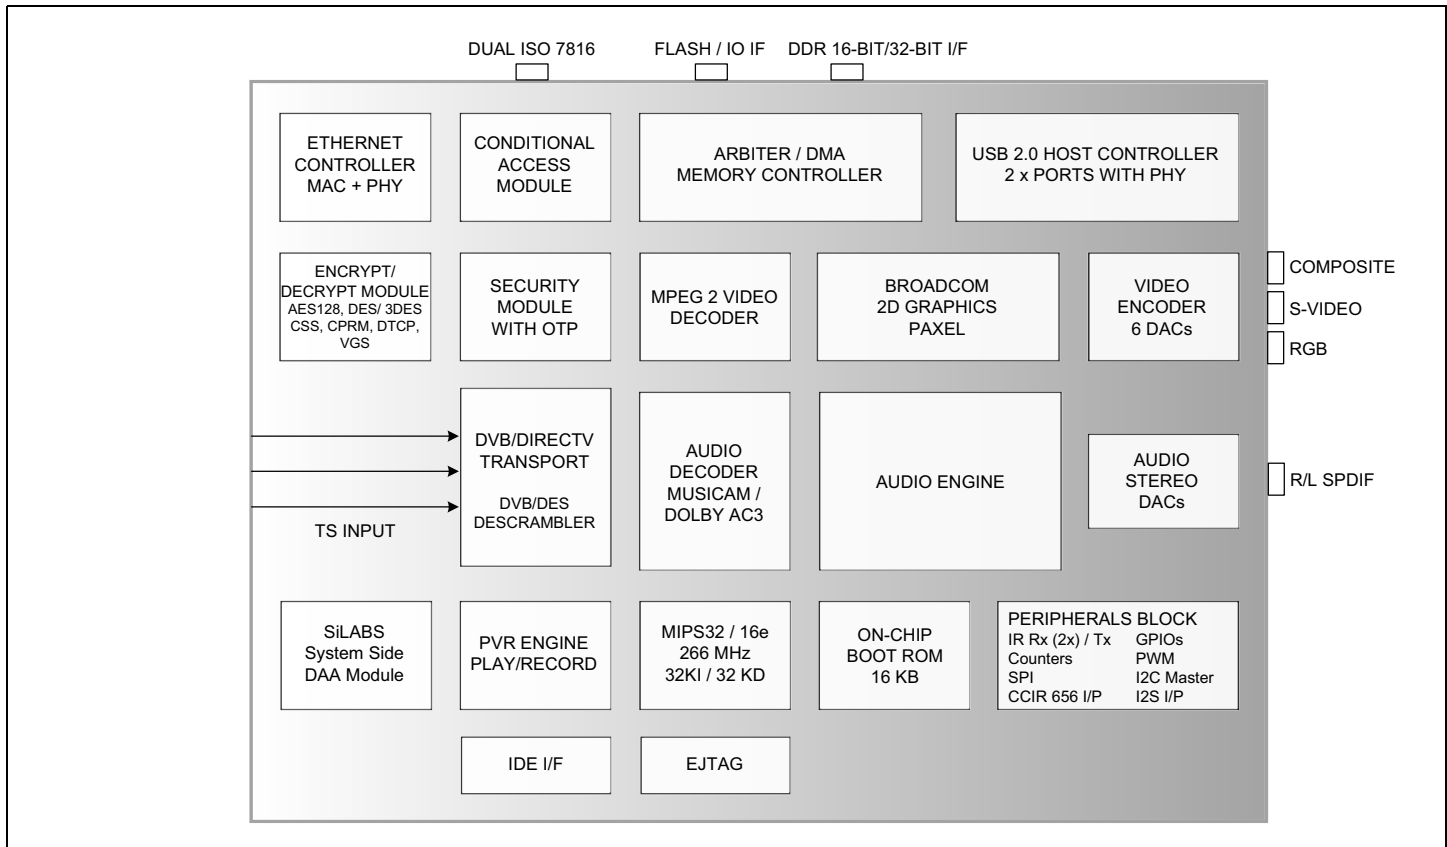 DUAL ISO 7816
FLASH / IO IF
DDR 16-BIT/32-BIT I/F
ETHERNET
CONTROLLER
MAC + PHY
CONDITIONAL
ACCESS
MODULE
ARBITER / DMA
MEMORY CONTROLLER
USB 2.0 HOST CONTROLLER
2 x PORTS WITH PHY
ENCRYPT/
DECRYPT MODULE
AES128, DES/ 3DES
CSS, CPRM, DTCP,
VGS
SECURITY
MODULE
WITH OTP
MPEG 2 VIDEO
DECODER
BROADCOM
2D GRAPHICS
PAXEL
VIDEO
ENCODER
6 DACs
COMPOSITE
S-VIDEO
RGB
TS INPUT
DVB/DIRECTV
TRANSPORT
DVB/DES
DESCRAMBLER
AUDIO
DECODER
MUSICAM /
DOLBY AC3
AUDIO ENGINE
AUDIO
STEREO
DACs
R/L SPDIF
SiLABS
System Side
DAA Module
PVR ENGINE
PLAY/RECORD
MIPS32 / 16e
266 MHz
32KI / 32 KD
ON-CHIP
BOOT ROM
16 KB
PERIPHERALS BLOCK
IR Rx (2x) / Tx GPIOs
Counters PWM
SPI I2C Master
CCIR 656 I/P I2S I/P
IDE I/F
EJTAG